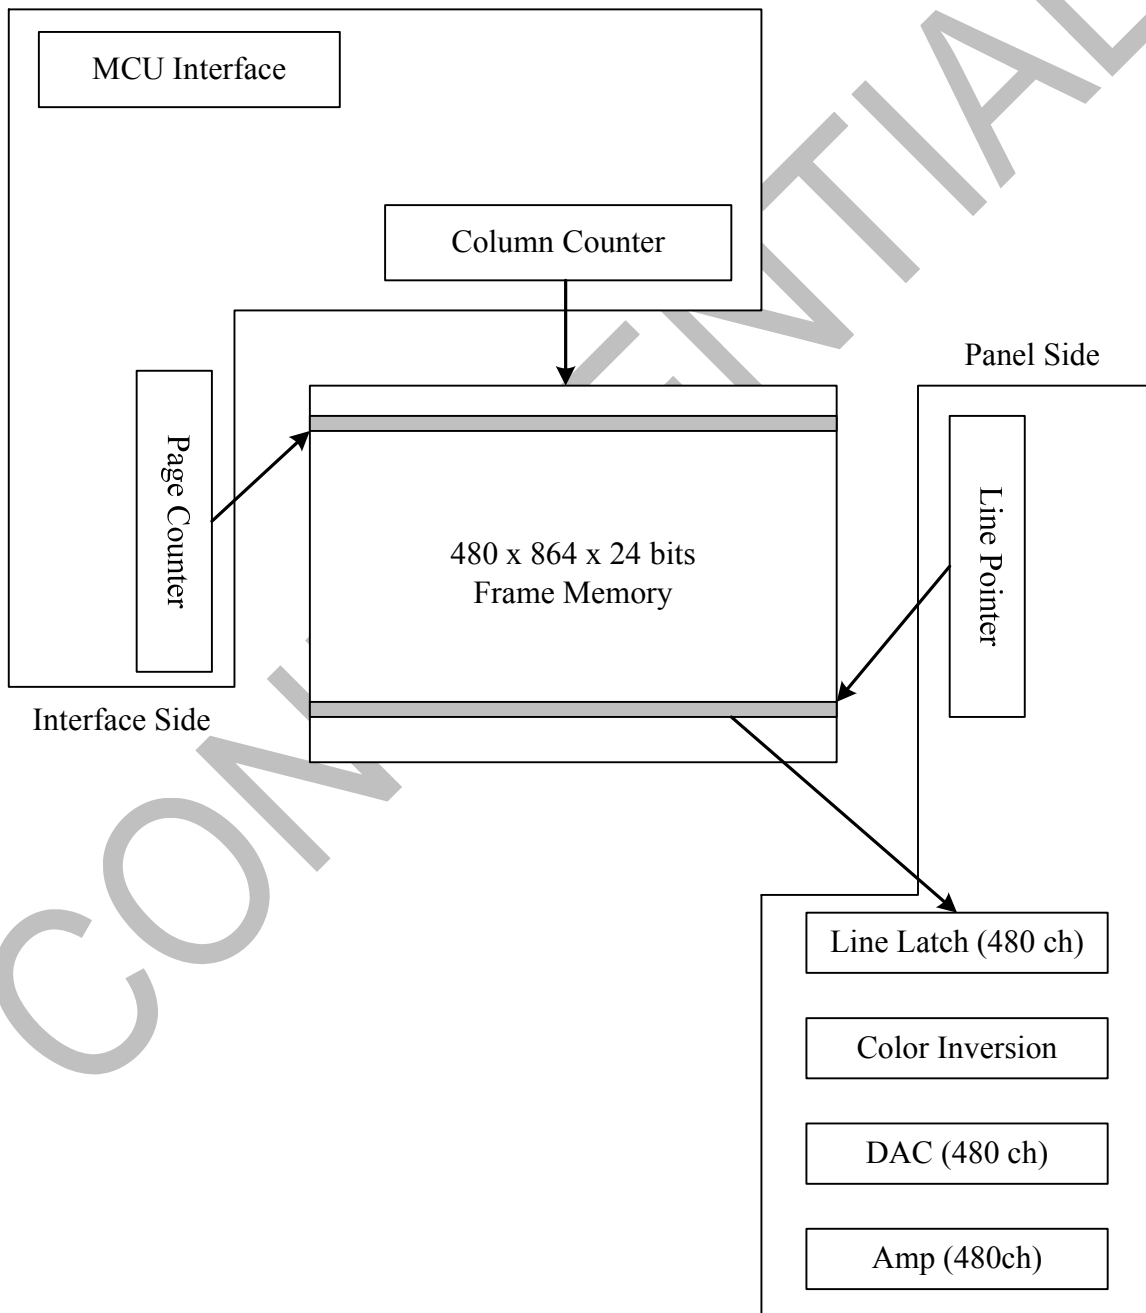 MCU Interface
Column Counter
Panel Side
Page Counter
Line Pointer
480 x 864 x 24 bits
Frame Memory
Interface Side
Line Latch (480 ch)
Color Inversion
DAC (480 ch)
Amp (480ch)